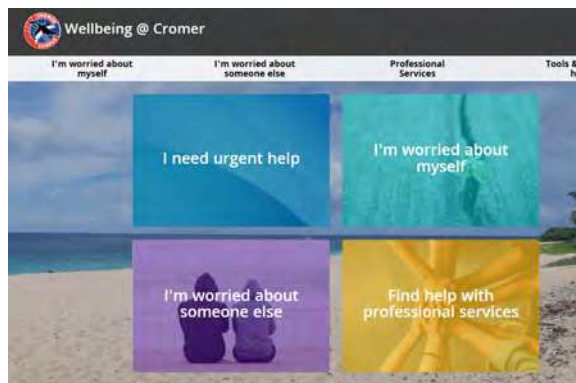 Wellbeing @ Cromer
I'm worried about
myself
I'm worried about
someone else
Professional
Services
Tools &
I need urgent help
I'm worried about
myself
I'm worried about
someone else
Find help with
professional services